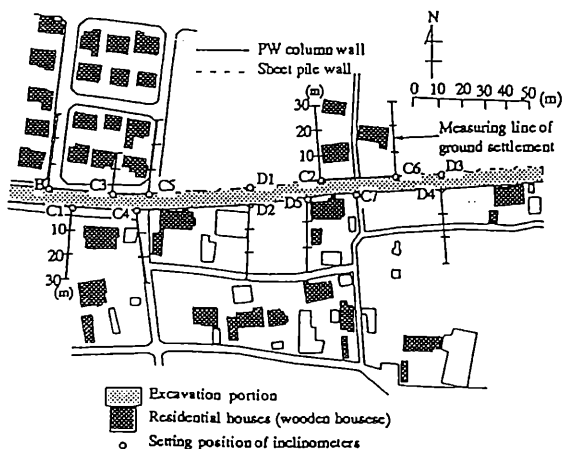 N
PW column wall
Sheet pile wall
0 10 20 30 40 50 (m)
30
(m)
20
10
Measuring line of
ground settlement
B
C3
C5
D1
C2
C6
D3
C1
C4
D2
D5
C7
D4
10
20
30
(m)
Excavation portion
Residential houses (wooden housese)
Setting position of inclinometers